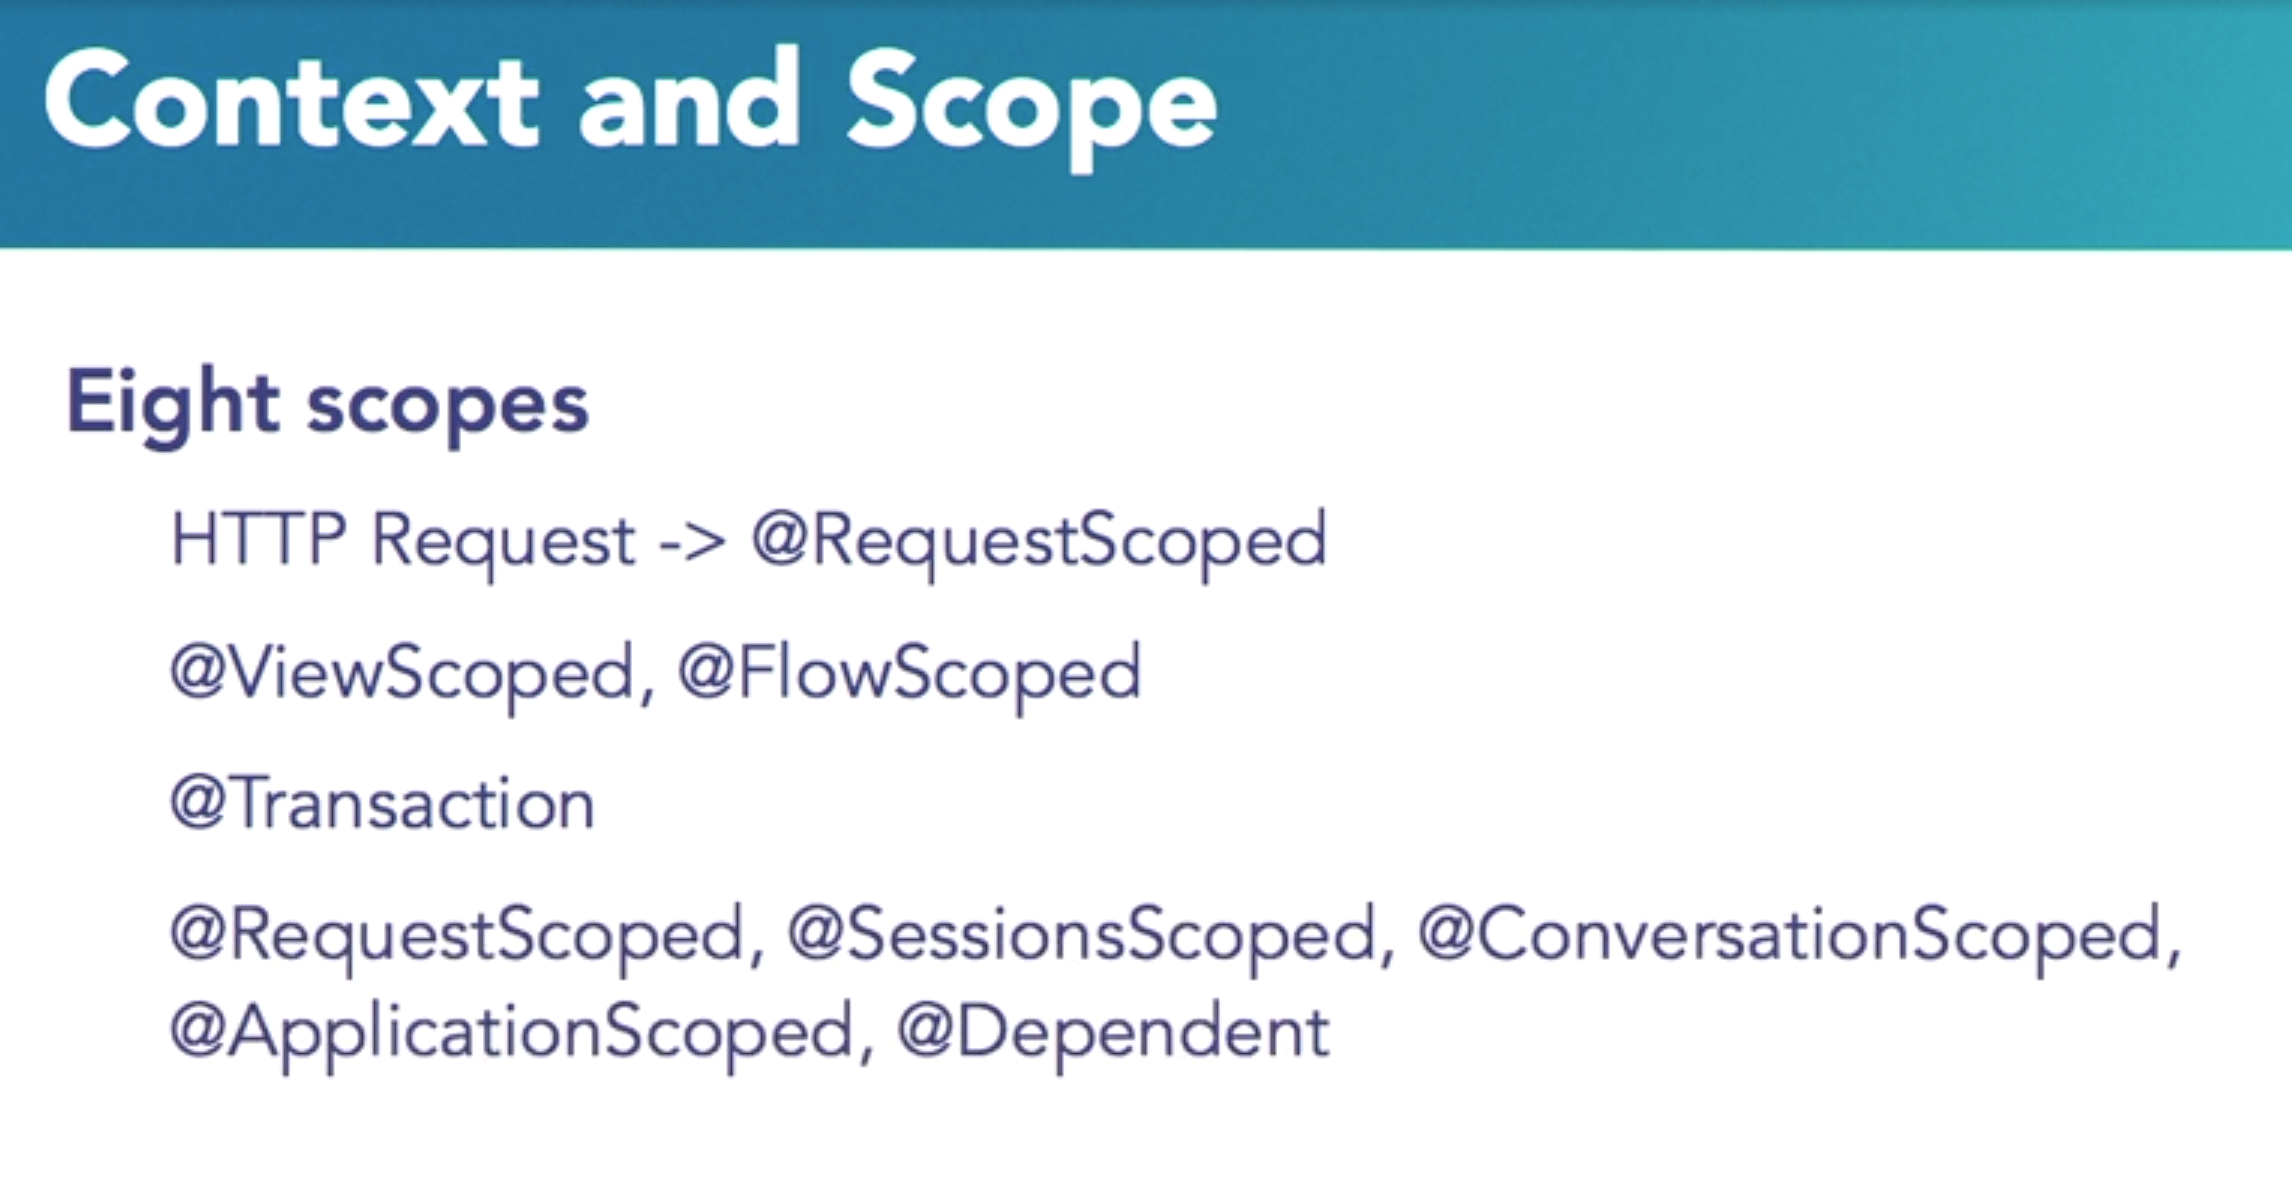 Context and Scope
Eight scopes
HTTP Request -> @RequestScoped
@ViewScoped, @FlowScoped
@Transaction
@RequestScoped, @SessionsScoped, @ConversationScoped,
@ApplicationScoped, @Dependent